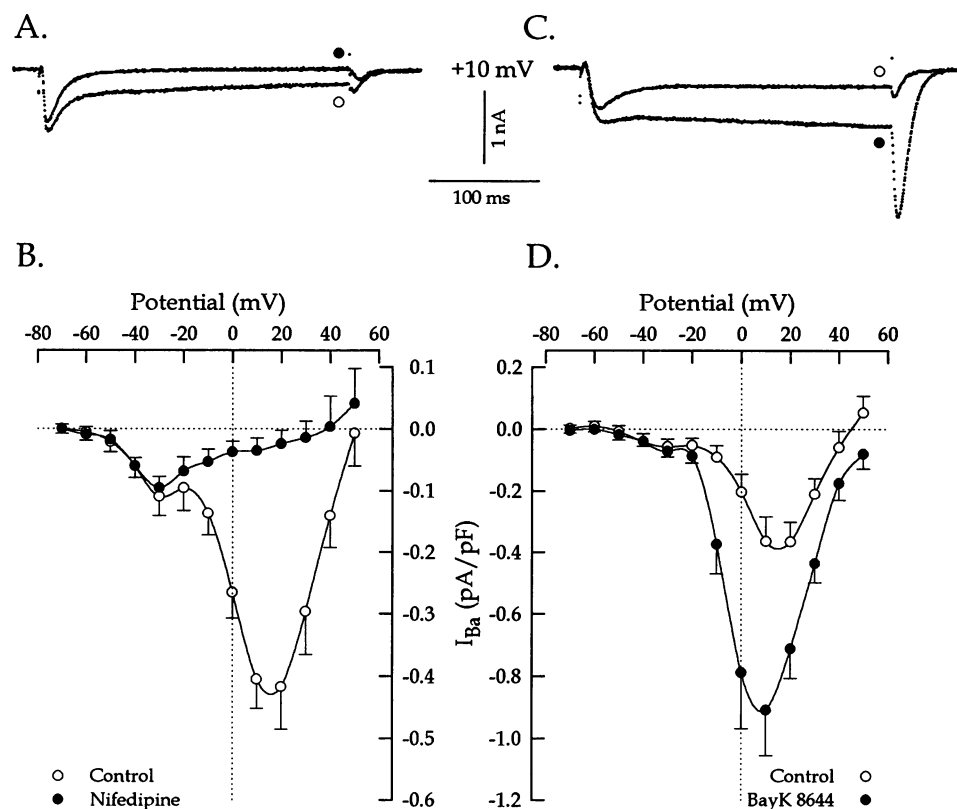 A.
C.
+10 mV
1 nA
100 ms
B.
D.
Potential (mV)
-80 -60 -40 -20 0 20 40 60
0.1
0.0
-0.1
-0.2
-0.3
-0.4
-0.5
-0.6
Control
Nifedipine
I_Ba (pA/pF)
Potential (mV)
-80 -60 -40 -20 0 20 40 60
0.2
0.0
-0.2
-0.4
-0.6
-0.8
-1.0
-1.2
Control
BayK 8644